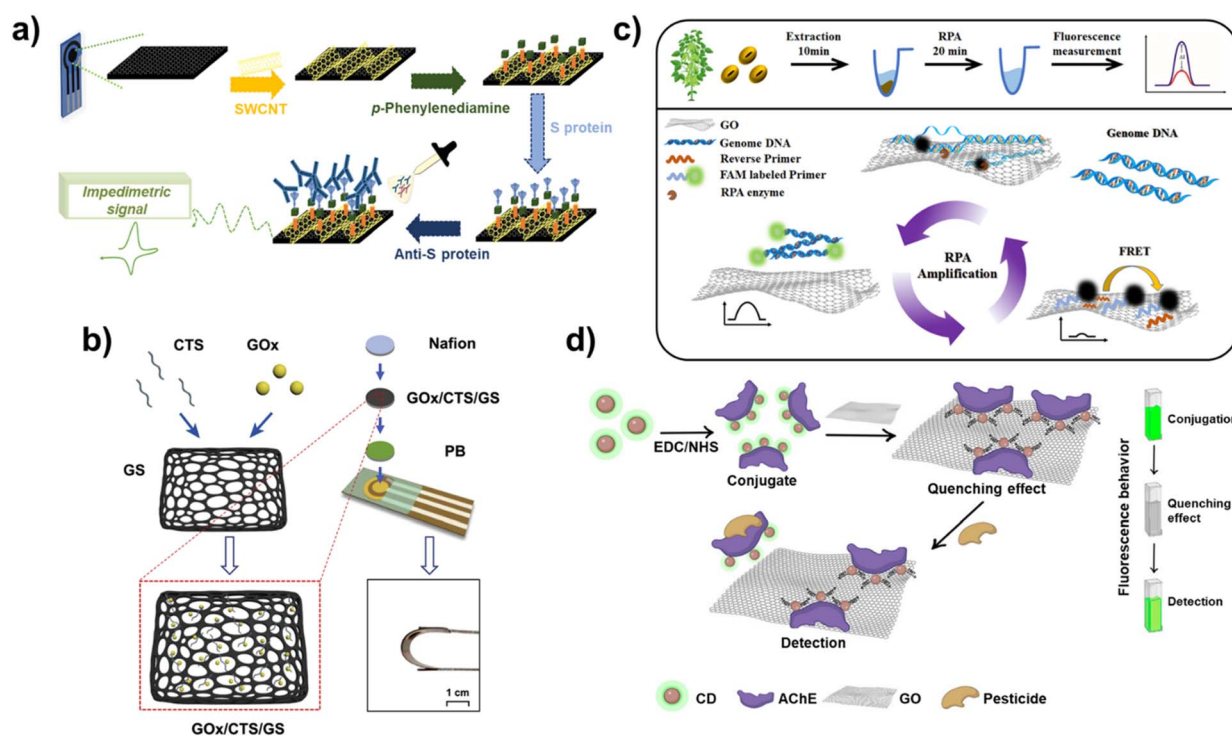 a)
SWCNT
p-Phenylenediamine
S protein
Anti-S protein
Impedimetric
signal
b)
CTS
GOx
Nafion
GOx/CTS/GS
PB
GS
1 cm
GOx/CTS/GS
c)
Extraction
10min
RPA
20 min
Fluorescence
measurement
GO
Genome DNA
Reverse Primer
FAM labeled Primer
RPA enzyme
Genome DNA
RPA
Amplification
FRET
d)
EDC/NHS
Conjugate
Quenching effect
Detection
Fluorescence behavior
Conjugation
Quenching
effect
Detection
CD
AChE
GO
Pesticide